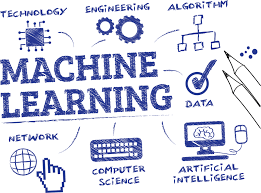 TECHNOLOGY
ENGINEERING
ALGORITHM
MACHINE
LEARNING
DATA
NETWORK
COMPUTER
SCIENCE
ARTIFICIAL
INTELLIGENCE